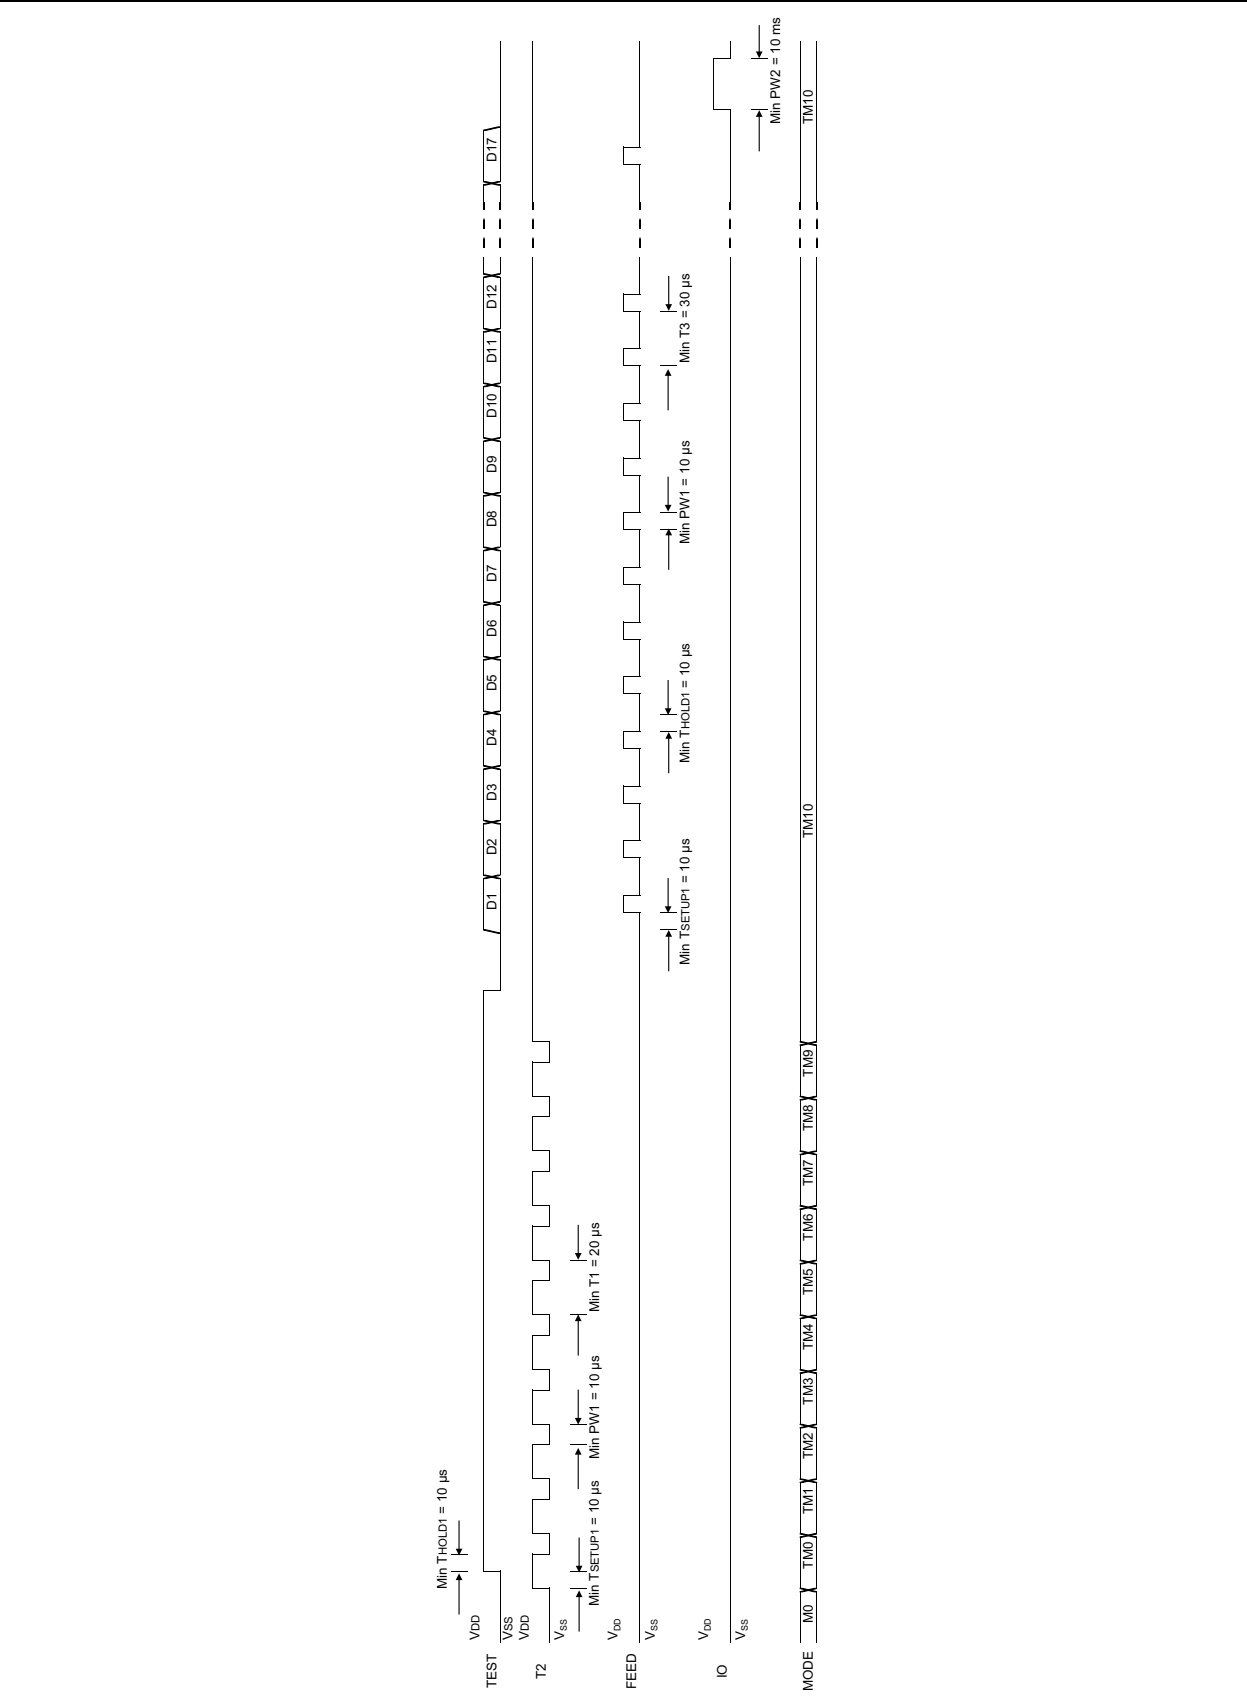 TEST
VDD
VSS
Min THOLD1 = 10 µs
D1 D2 D3 D4 D5 D6 D7 D8 D9 D10 D11 D12 D17
T2
VDD
VSS
Min TSETUP1 = 10 µs
Min PW1 = 10 µs
Min T1 = 20 µs
FEED
VDD
VSS
Min TSETUP1 = 10 µs
Min THOLD1 = 10 µs
Min PW1 = 10 µs
Min T3 = 30 µs
IO
VDD
VSS
Min PW2 = 10 ms
MODE
M0 TM0 TM1 TM2 TM3 TM4 TM5 TM6 TM7 TM8 TM9 TM10 TM10